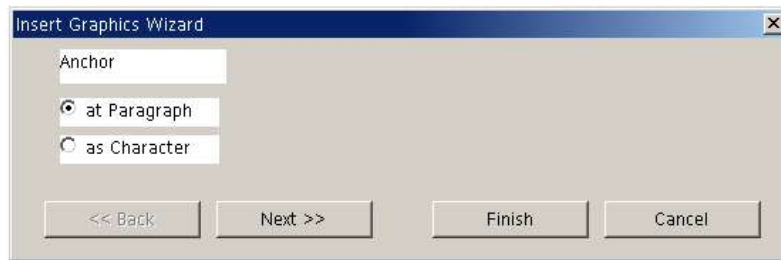 Insert Graphics Wizard
Anchor
at Paragraph
as Character
<< Back Next >> Finish Cancel